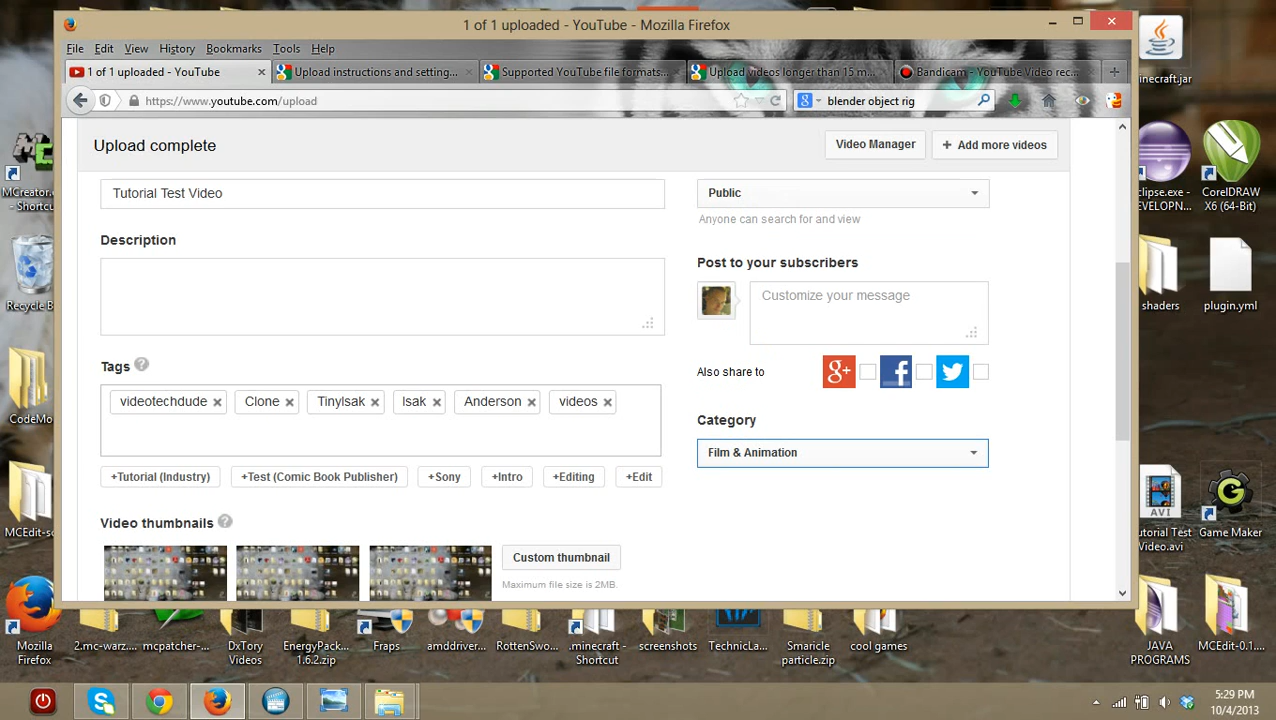 1 of 1 uploaded - YouTube - Mozilla Firefox
File Edit View History Bookmarks Tools Help
1 of 1 uploaded - YouTube
Upload instructions and setting...
Supported YouTube file formats...
Upload videos longer than 15 m...
Bandicam - YouTube Video rec...
https://www.youtube.com/upload
blender object rig
Upload complete
Video Manager
+ Add more videos
Tutorial Test Video
Public
Anyone can search for and view
Description
Post to your subscribers
Customize your message
Also share to
Tags
videotechdude
Clone
TinyIsak
Isak
Anderson
videos
Category
Film & Animation
+Tutorial (Industry)
+Test (Comic Book Publisher)
+Sony
+Intro
+Editing
+Edit
Video thumbnails
Custom thumbnail
Maximum file size is 2MB.
MCreator.e
- Shortcut
Recycle B
CodeMo
MCEdit-so
Mozilla
Firefox
2.mc-warz....
mcpatcher-...
DxTory
Videos
EnergyPack...
1.6.2.zip
Fraps
amddriver...
RottenSwo...
.minecraft -
Shortcut
screenshots
TechnicLa...
Smaricle
particle.zip
cool games
JAVA
PROGRAMS
MCEdit-0.1....
inecraft.jar
clipse.exe -
EVELOPN...
CorelDRAW
X6 (64-Bit)
shaders
plugin.yml
AVI
utorial Test
Video.avi
Game Maker
5:29 PM
10/4/2013